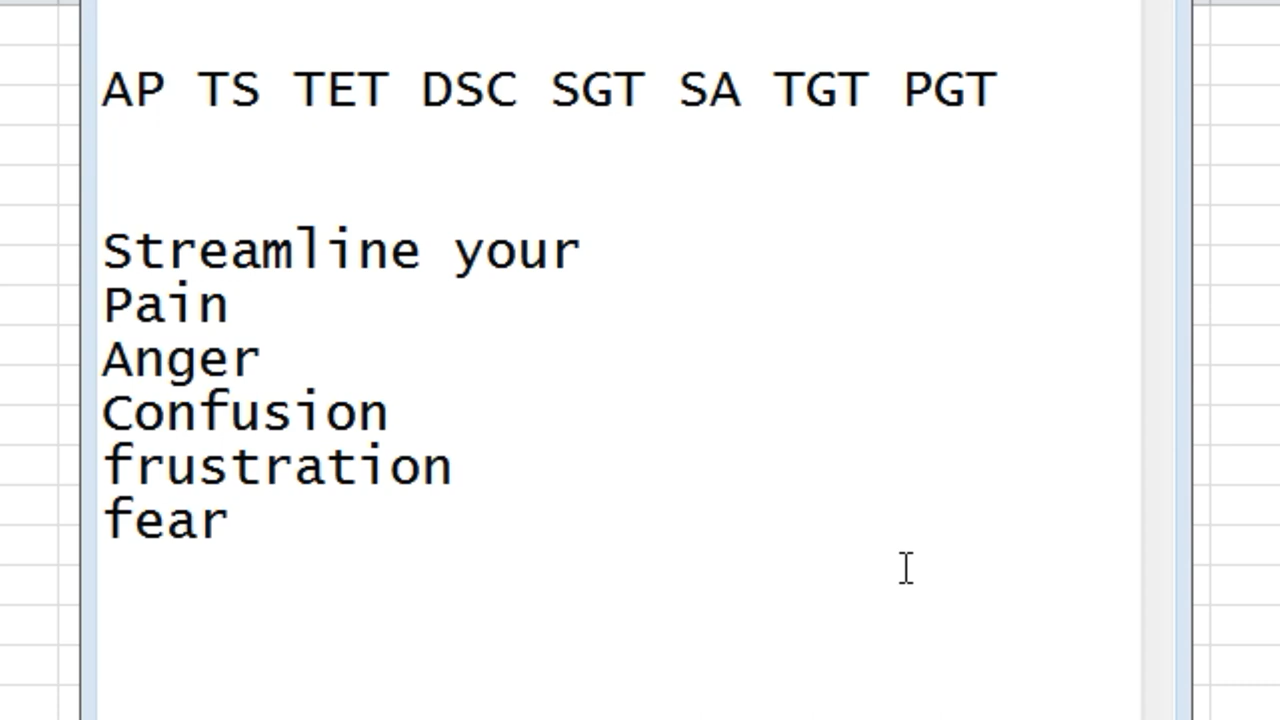 AP TS TET DSC SGT SA TGT PGT
Streamline your
Pain
Anger
Confusion
frustration
fear